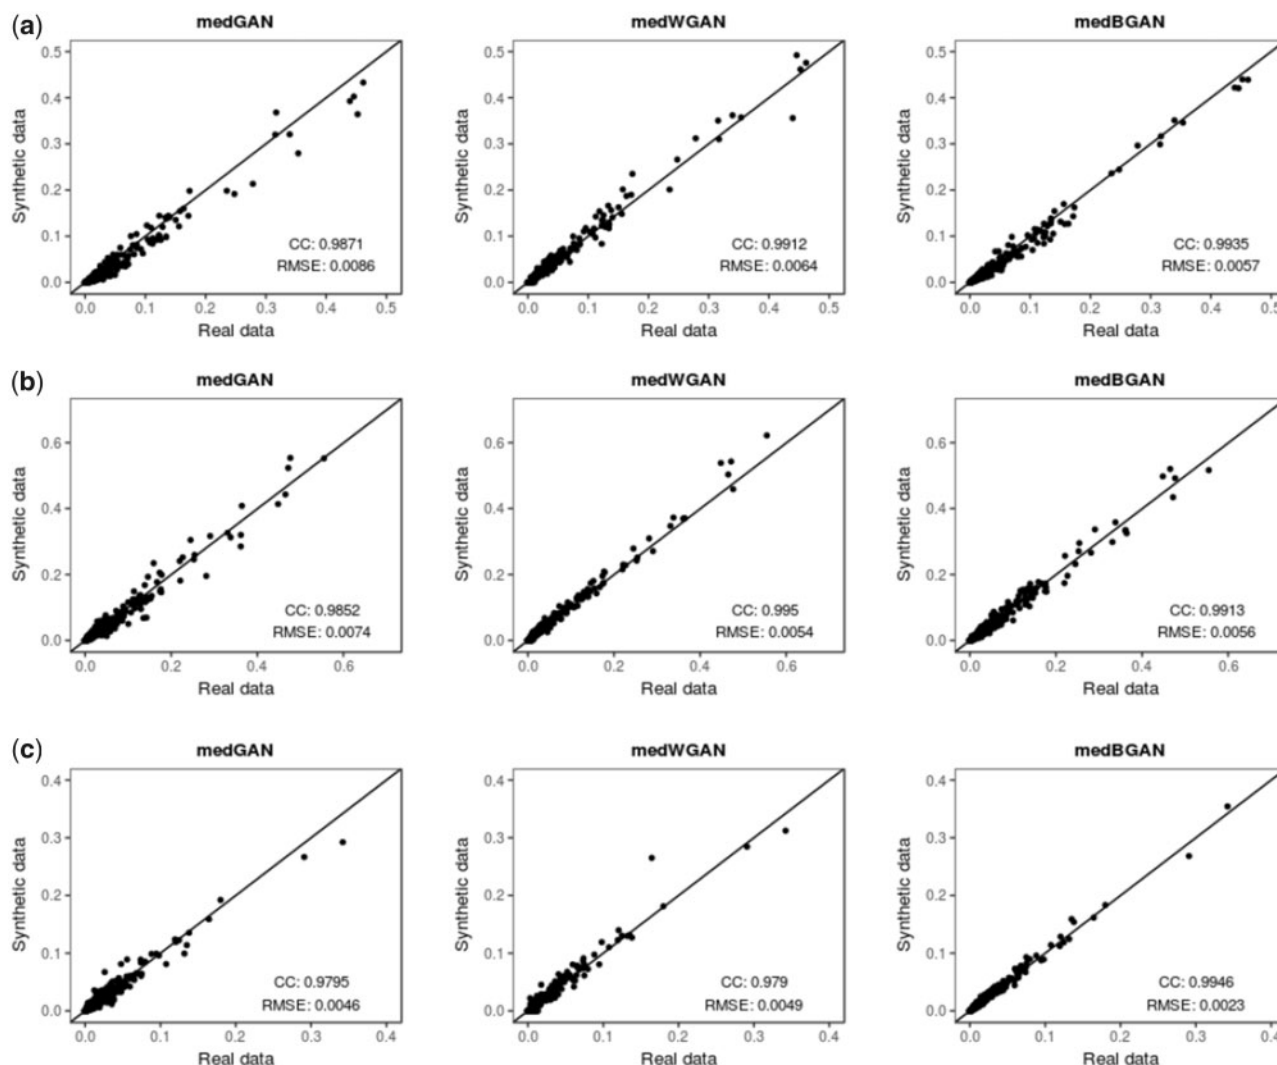 (a)
medGAN
medWGAN
medBGAN
Synthetic data
0.5
0.4
0.3
0.2
0.1
0.0
CC: 0.9871
RMSE: 0.0086
0.0 0.1 0.2 0.3 0.4 0.5
Real data
Synthetic data
0.5
0.4
0.3
0.2
0.1
0.0
CC: 0.9912
RMSE: 0.0064
0.0 0.1 0.2 0.3 0.4 0.5
Real data
Synthetic data
0.5
0.4
0.3
0.2
0.1
0.0
CC: 0.9935
RMSE: 0.0057
0.0 0.1 0.2 0.3 0.4 0.5
Real data
(b)
medGAN
medWGAN
medBGAN
Synthetic data
0.6
0.4
0.2
0.0
CC: 0.9852
RMSE: 0.0074
0.0 0.2 0.4 0.6
Real data
Synthetic data
0.6
0.4
0.2
0.0
CC: 0.995
RMSE: 0.0054
0.0 0.2 0.4 0.6
Real data
Synthetic data
0.6
0.4
0.2
0.0
CC: 0.9913
RMSE: 0.0056
0.0 0.2 0.4 0.6
Real data
(c)
medGAN
medWGAN
medBGAN
Synthetic data
0.4
0.3
0.2
0.1
0.0
CC: 0.9795
RMSE: 0.0046
0.0 0.1 0.2 0.3 0.4
Real data
Synthetic data
0.4
0.3
0.2
0.1
0.0
CC: 0.979
RMSE: 0.0049
0.0 0.1 0.2 0.3 0.4
Real data
Synthetic data
0.4
0.3
0.2
0.1
0.0
CC: 0.9946
RMSE: 0.0023
0.0 0.1 0.2 0.3 0.4
Real data